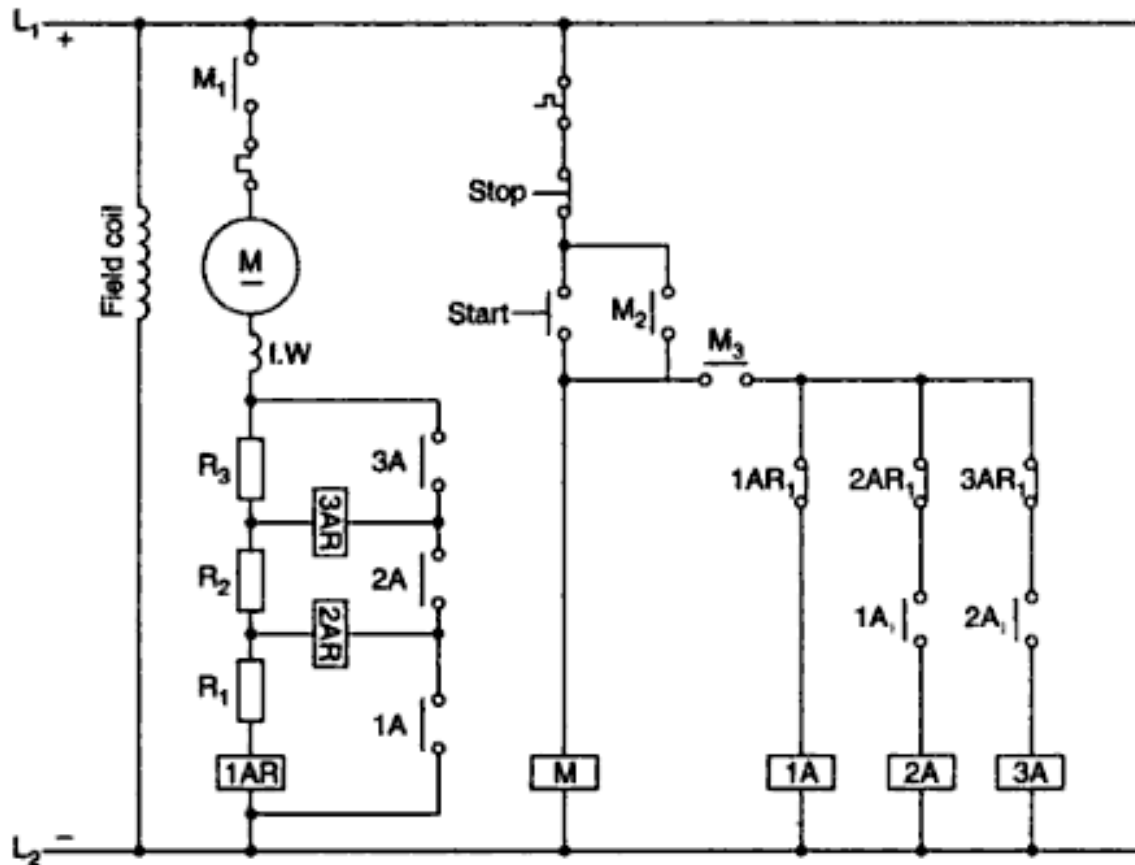 L₁ +
M₁
Field coil
M
I.W
R₃
3A
3AR
R₂
2A
2AR
R₁
1A
1AR
Stop
Start
M₂
M₃
1AR₁
2AR₁
3AR₁
1A₁
2A₁
M
1A
2A
3A
L₂ −